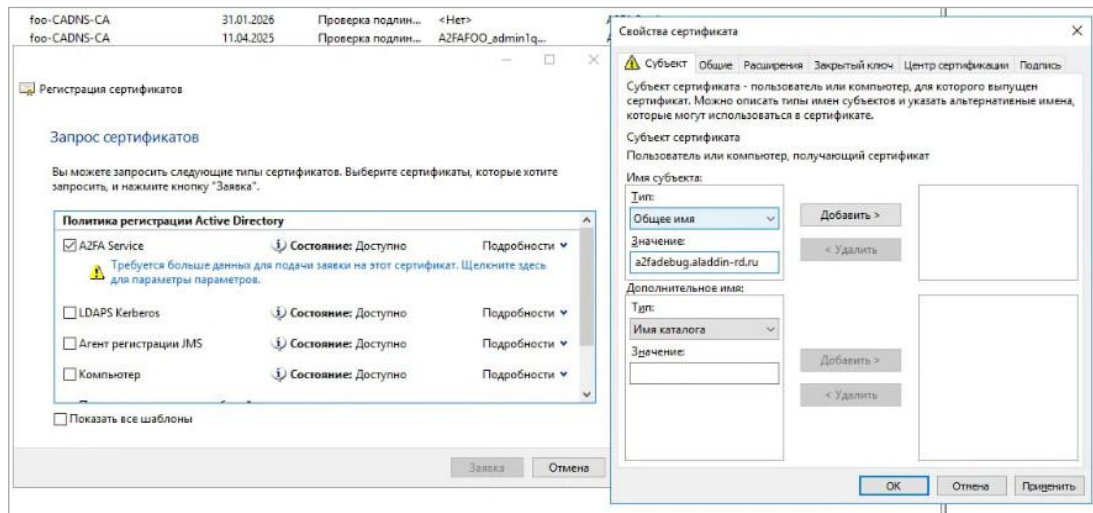 foo-CADNS-CA 31.01.2026 Проверка подлин... <Нет>
foo-CADNS-CA 11.04.2025 Проверка подлин... A2FAFOO_admin1q...
Регистрация сертификатов
Запрос сертификатов
Вы можете запросить следующие типы сертификатов. Выберите сертификаты, которые хотите
запросить, и нажмите кнопку "Заявка".
Политика регистрации Active Directory
A2FA Service Состояние: Доступно Подробности
Требуется больше данных для подачи заявки на этот сертификат. Щелкните здесь
для параметры параметров.
LDAPS Kerberos Состояние: Доступно Подробности
Агент регистрации JMS Состояние: Доступно Подробности
Компьютер Состояние: Доступно Подробности
Показать все шаблоны
Заявка Отмена
Свойства сертификата
Субъект Общие Расширения Закрытый ключ Центр сертификации Подпись
Субъект сертификата - пользователь или компьютер, для которого выпущен
сертификат. Можно описать типы имен субъектов и указать альтернативные имена,
которые могут использоваться в сертификате.
Субъект сертификата
Пользователь или компьютер, получающий сертификат
Имя субъекта:
Тип:
Общее имя
Добавить >
Значение:
< Удалить
a2fadebug.aladdin-rd.ru
Дополнительное имя:
Тип:
Имя каталога
Значение:
Добавить >
< Удалить
ОК Отмена Применить